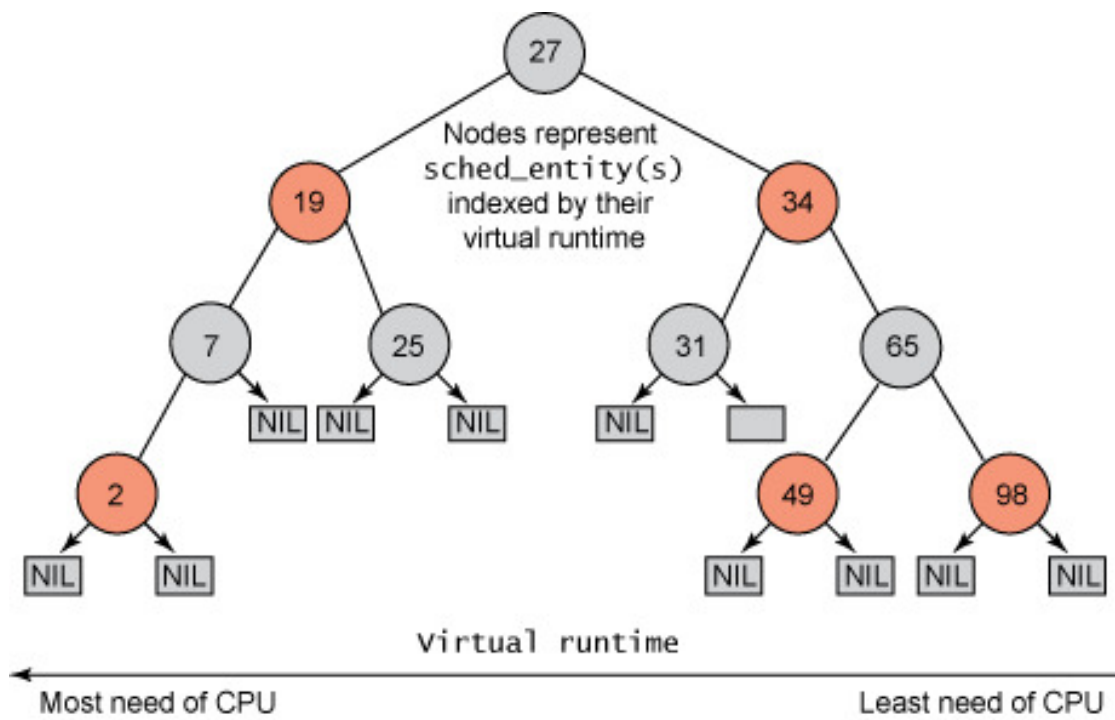 27
Nodes represent
sched_entity(s)
indexed by their
virtual runtime
19
34
7
25
31
65
NIL
NIL
NIL
NIL
2
49
98
NIL
NIL
NIL
NIL
NIL
NIL
Virtual runtime
Most need of CPU
Least need of CPU